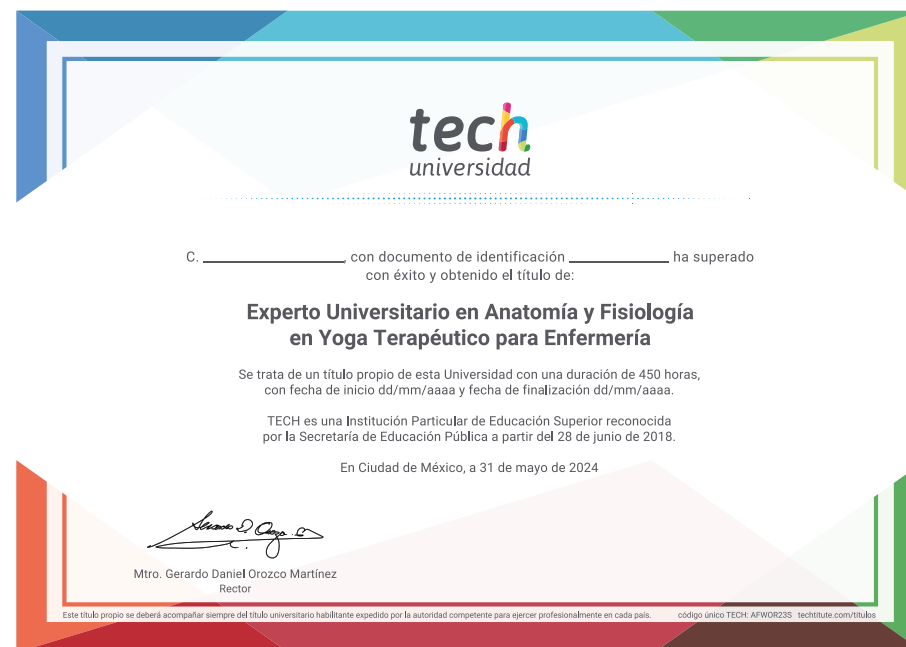 tech
universidad
C. ____________, con documento de identificación ____________ ha superado
con éxito y obtenido el título de:
Experto Universitario en Anatomía y Fisiología
en Yoga Terapéutico para Enfermería
Se trata de un título propio de esta Universidad con una duración de 450 horas,
con fecha de inicio dd/mm/aaaa y fecha de finalización dd/mm/aaaa.
TECH es una Institución Particular de Educación Superior reconocida
por la Secretaría de Educación Pública a partir del 28 de junio de 2018.
En Ciudad de México, a 31 de mayo de 2024
Mtro. Gerardo Daniel Orozco Martínez
Rector
Este título propio se deberá acompañar siempre del título universitario habilitante expedido por la autoridad competente para ejercer profesionalmente en cada país. código único TECH: AFWOR23S techtitute.com/titulos